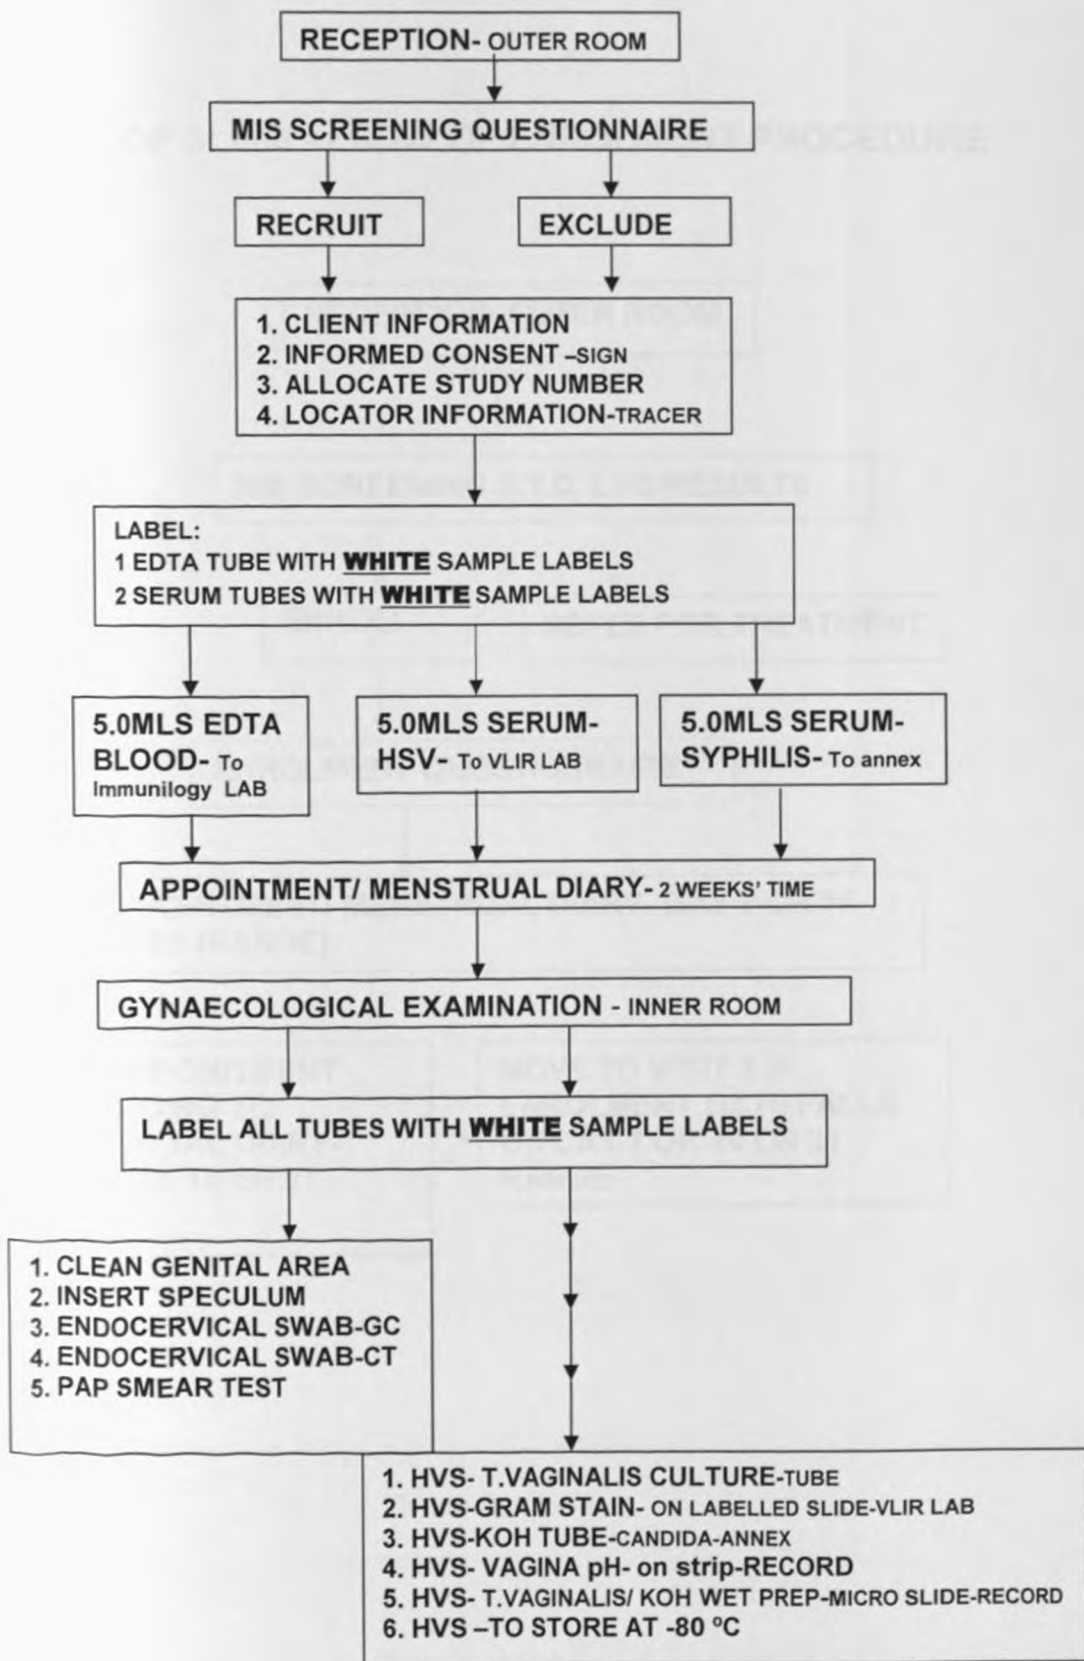 RECEPTION- OUTER ROOM
MIS SCREENING QUESTIONNAIRE
RECRUIT
EXCLUDE
1. CLIENT INFORMATION
2. INFORMED CONSENT –SIGN
3. ALLOCATE STUDY NUMBER
4. LOCATOR INFORMATION-TRACER
LABEL:
1 EDTA TUBE WITH WHITE SAMPLE LABELS
2 SERUM TUBES WITH WHITE SAMPLE LABELS
5.0MLS EDTA
BLOOD- To
Immunilogy LAB
5.0MLS SERUM-
HSV- To VLIR LAB
5.0MLS SERUM-
SYPHILIS- To annex
APPOINTMENT/ MENSTRUAL DIARY- 2 WEEKS' TIME
GYNAECOLOGICAL EXAMINATION - INNER ROOM
LABEL ALL TUBES WITH WHITE SAMPLE LABELS
1. CLEAN GENITAL AREA
2. INSERT SPECULUM
3. ENDOCERVICAL SWAB-GC
4. ENDOCERVICAL SWAB-CT
5. PAP SMEAR TEST
1. HVS- T.VAGINALIS CULTURE-TUBE
2. HVS-GRAM STAIN- ON LABELLED SLIDE-VLIR LAB
3. HVS-KOH TUBE-CANDIDA-ANNEX
4. HVS- VAGINA pH- on strip-RECORD
5. HVS- T.VAGINALIS/ KOH WET PREP-MICRO SLIDE-RECORD
6. HVS –TO STORE AT -80 ºC